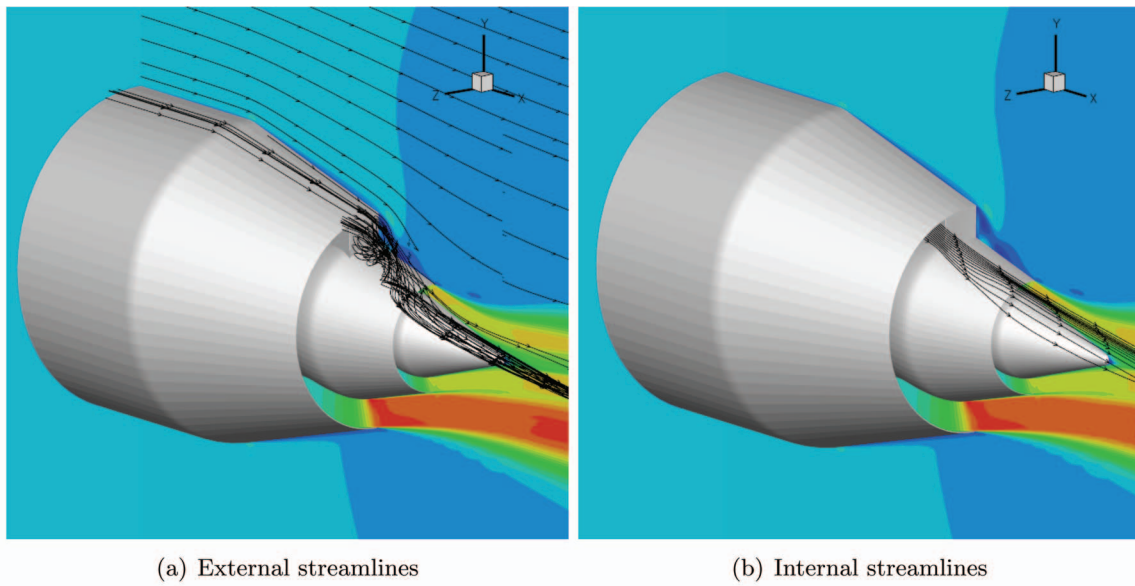 Y
Z
X
Y
Z
X
(a) External streamlines
(b) Internal streamlines